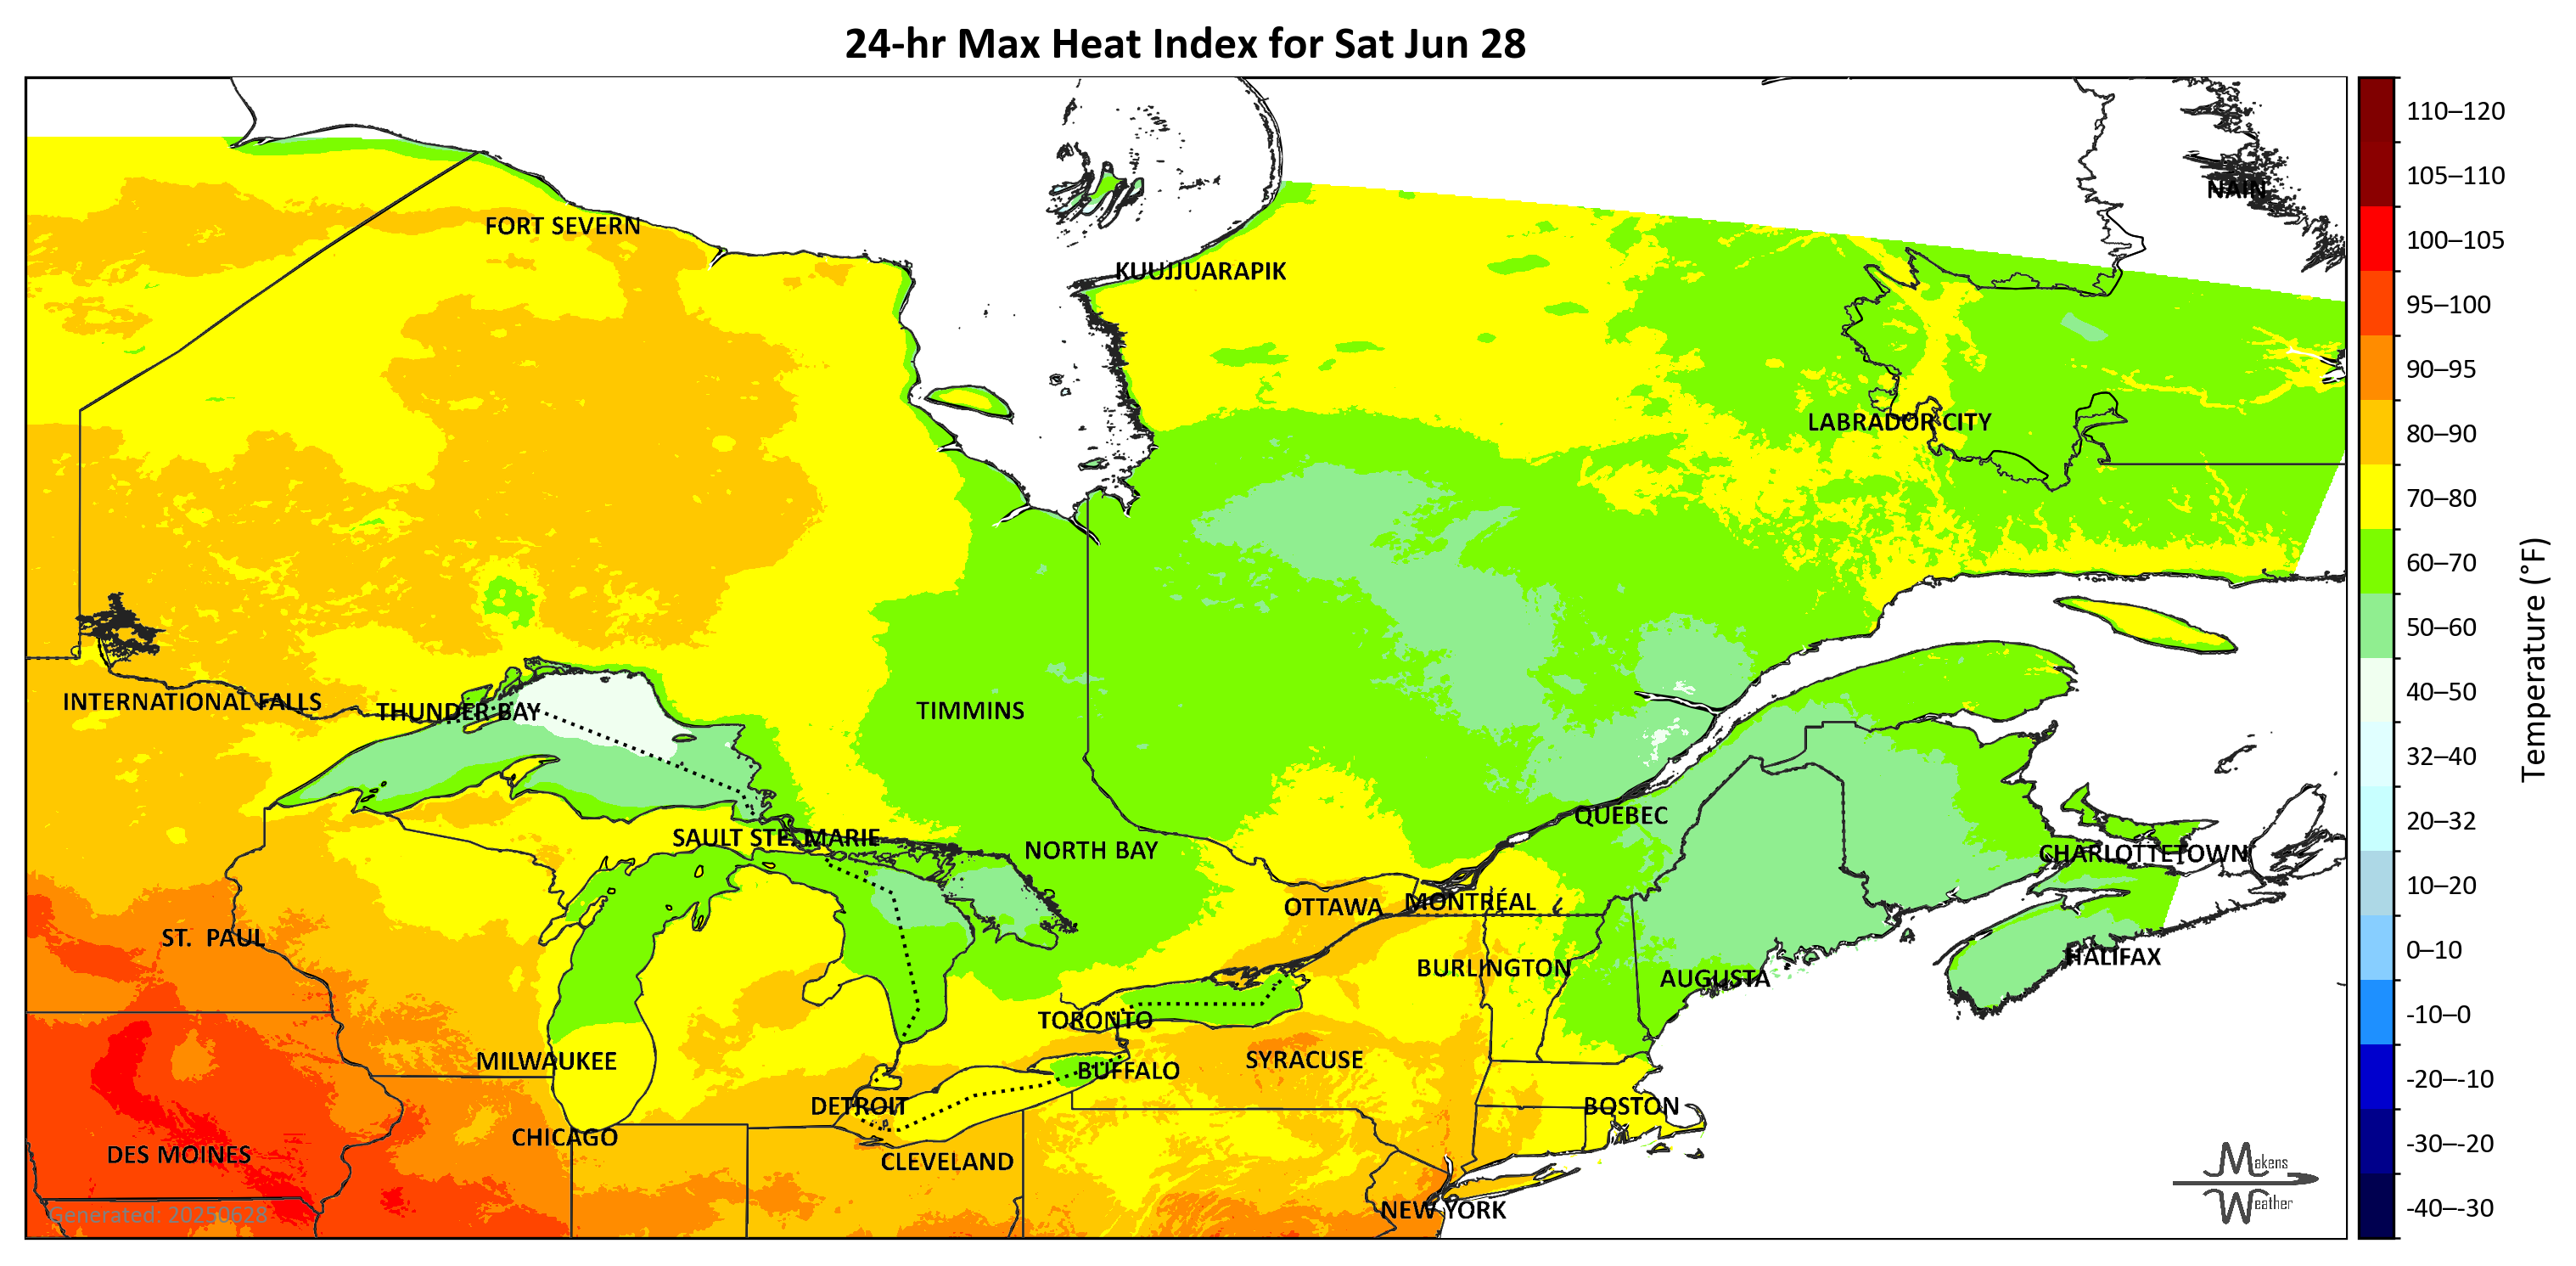 24-hr Max Heat Index for Sat Jun 28
NAIN
FORT SEVERN
KUUJJUARAPIK
LABRADOR CITY
INTERNATIONAL FALLS
THUNDER BAY
TIMMINS
QUÉBEC
SAULT STE. MARIE
NORTH BAY
CHARLOTTETOWN
OTTAWA
MONTRÉAL
ST. PAUL
HALIFAX
BURLINGTON
AUGUSTA
TORONTO
MILWAUKEE
SYRACUSE
BUFFALO
DETROIT
BOSTON
CHICAGO
DES MOINES
CLEVELAND
NEW YORK
Generated: 20250628
Makens
Weather
110–120
105–110
100–105
95–100
90–95
80–90
70–80
60–70
50–60
40–50
32–40
20–32
10–20
0–10
-10–0
-20–-10
-30–-20
-40–-30
Temperature (°F)